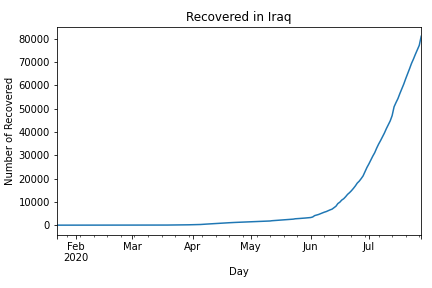 Recovered in Iraq
80000
70000
60000
50000
40000
30000
20000
10000
0
Number of Recovered
Feb Mar Apr May Jun Jul
2020
Day